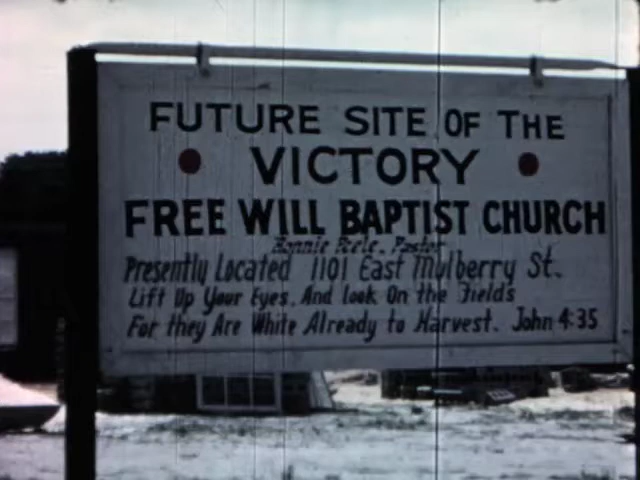 FUTURE SITE OF THE
VICTORY
FREE WILL BAPTIST CHURCH
Pastor
Presently Located 1101 East Mulberry St.
Lift Up Your Eyes, And look On the Fields
For they Are White Already to Harvest. John 4:35